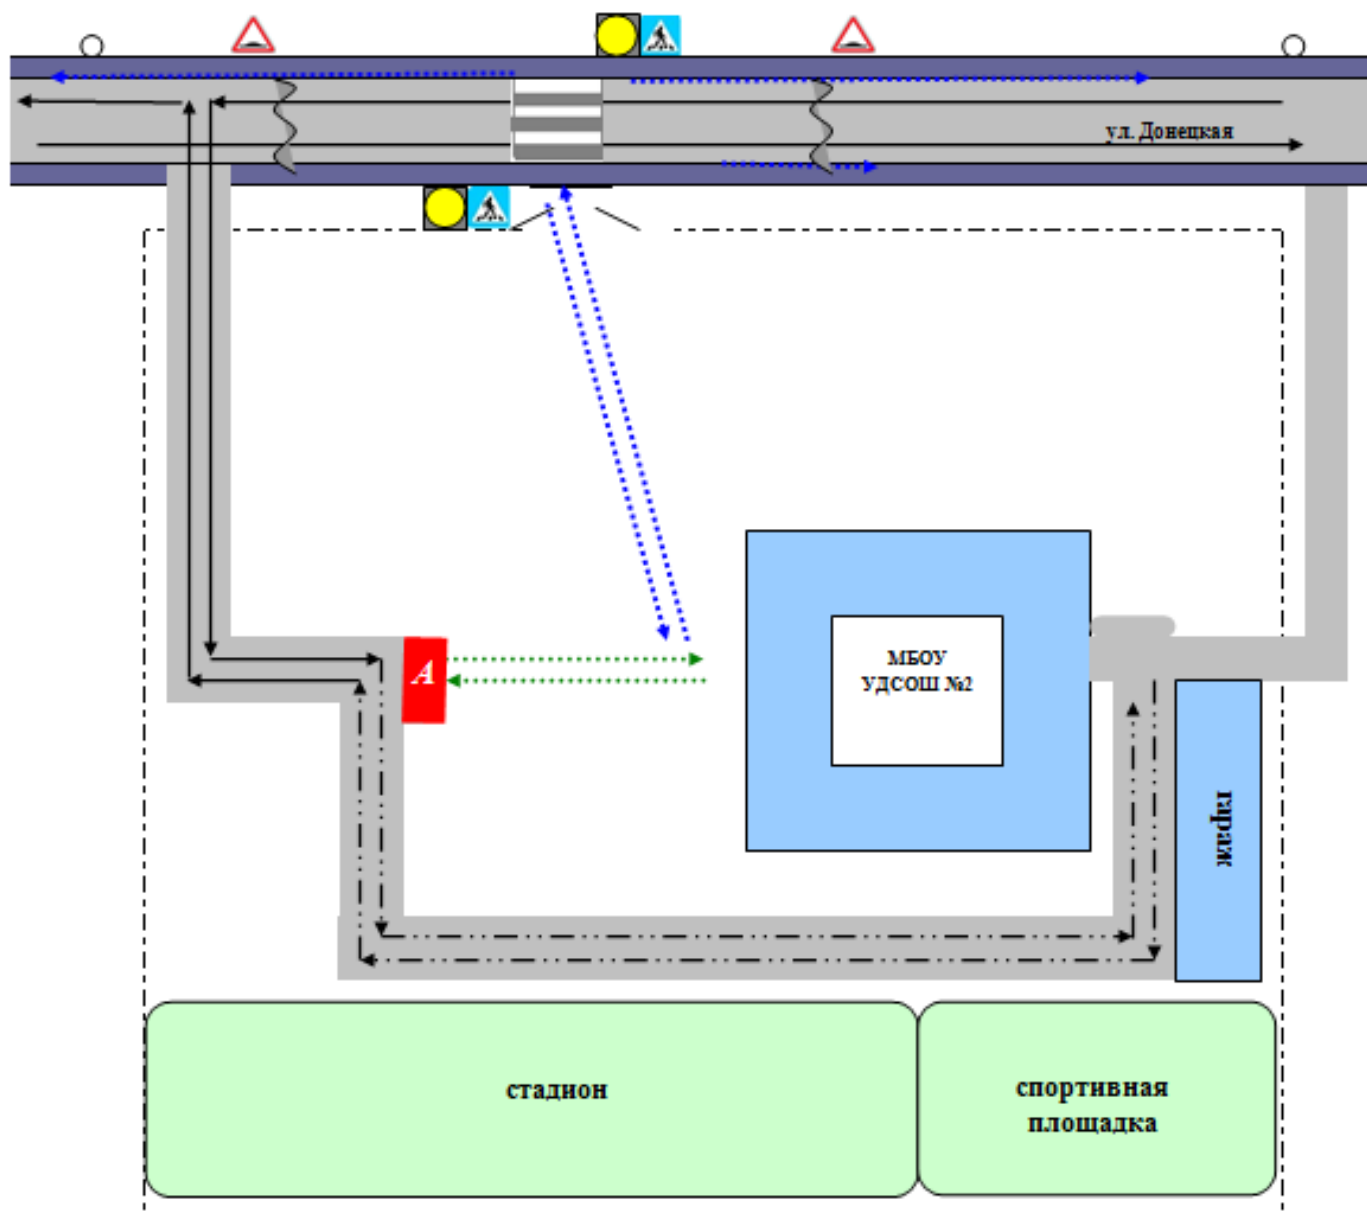 ул. Донецкая
А
МБОУ
УДСОШ №2
гараж
стадион
спортивная
площадка